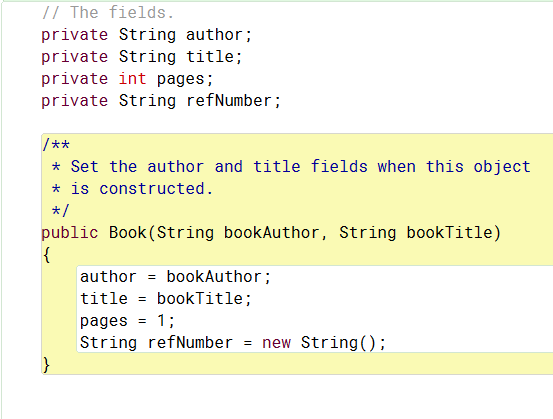 // The fields.
private String author;
private String title;
private int pages;
private String refNumber;
/**
* Set the author and title fields when this object
* is constructed.
*/
public Book(String bookAuthor, String bookTitle)
{
author = bookAuthor;
title = bookTitle;
pages = 1;
String refNumber = new String();
}